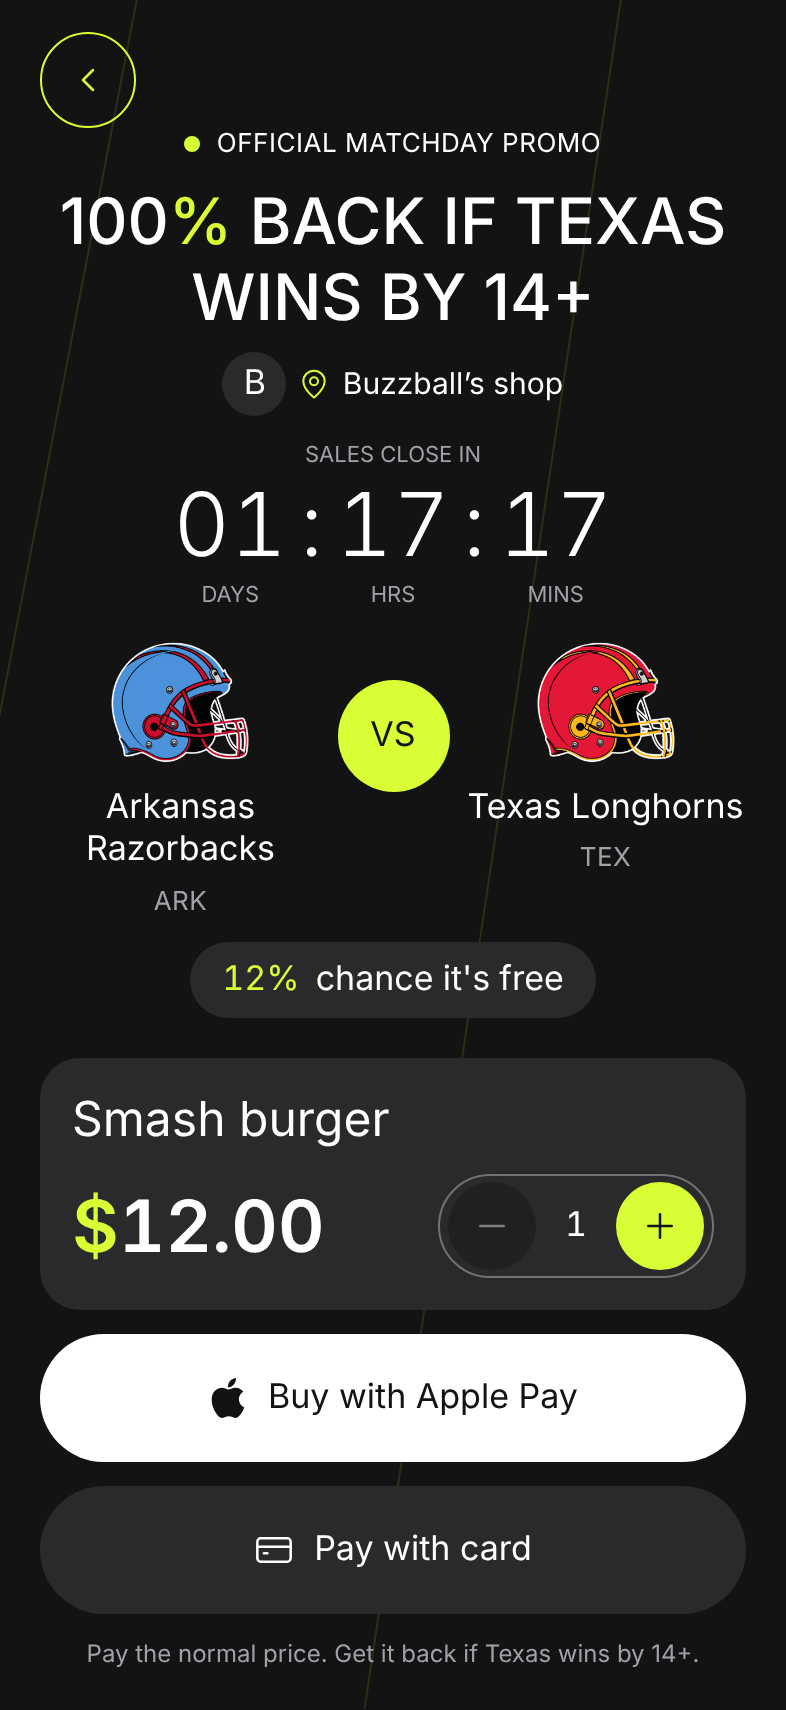 OFFICIAL MATCHDAY PROMO
100% BACK IF TEXAS
WINS BY 14+
B Buzzball’s shop
SALES CLOSE IN
01 : 17 : 17
DAYS HRS MINS
VS
Arkansas
Razorbacks
ARK
Texas Longhorns
TEX
12% chance it's free
Smash burger
$12.00
1
Buy with Apple Pay
Pay with card
Pay the normal price. Get it back if Texas wins by 14+.